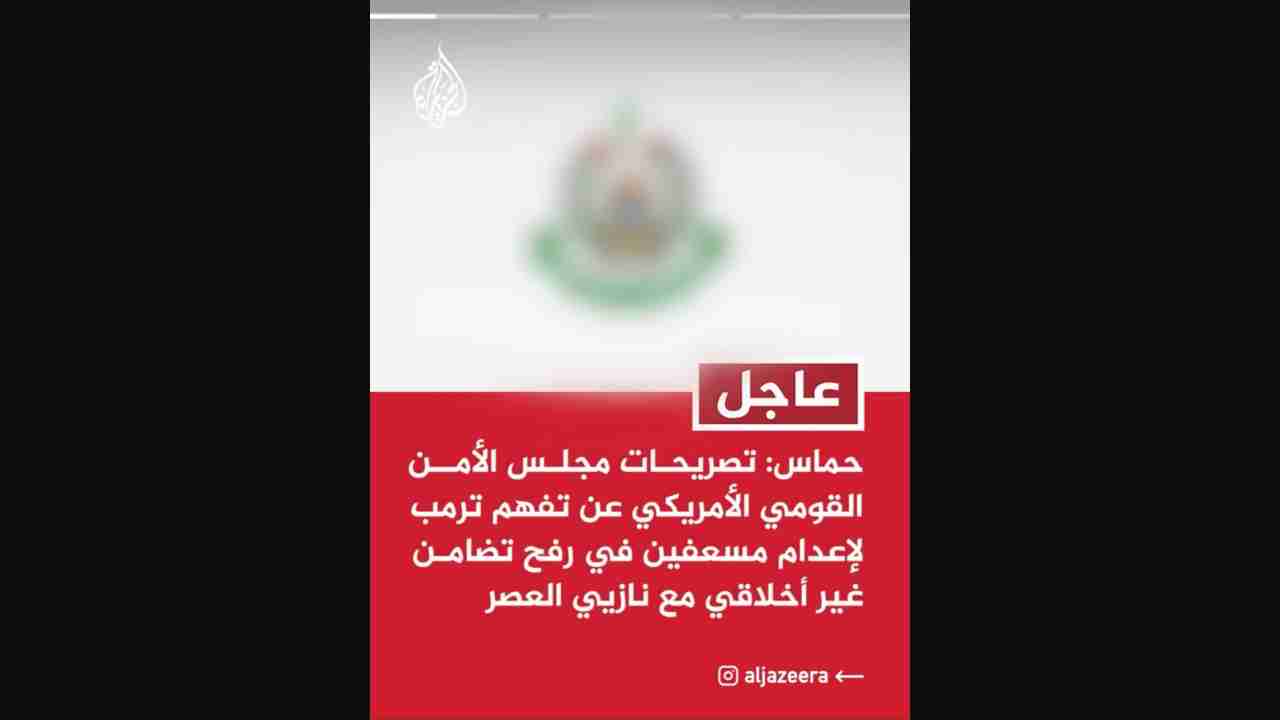 عاجل
حماس: تصريحات مجلس الأمن
القومي الأمريكي عن تفهم ترمب
لإعدام مسعفين في رفح تضامن
غير أخلاقي مع نازيي العصر
aljazeera